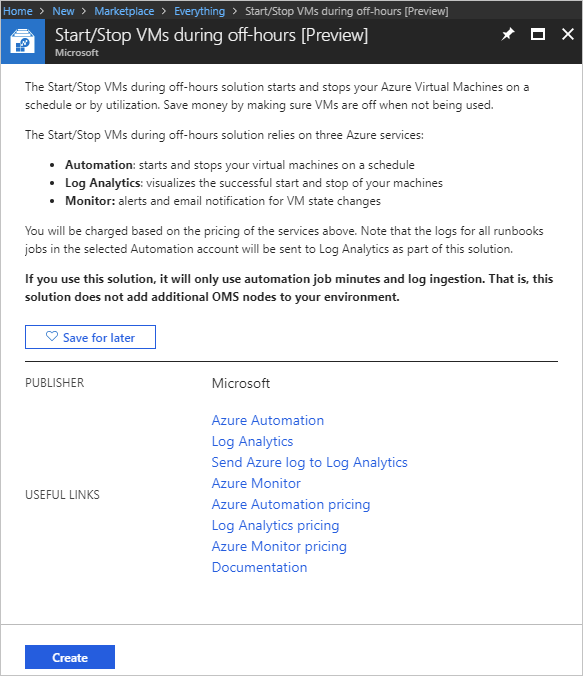 Home > New > Marketplace > Everything > Start/Stop VMs during off-hours [Preview]
Start/Stop VMs during off-hours [Preview]
Microsoft
The Start/Stop VMs during off-hours solution starts and stops your Azure Virtual Machines on a
schedule or by utilization. Save money by making sure VMs are off when not being used.
The Start/Stop VMs during off-hours solution relies on three Azure services:
• Automation: starts and stops your virtual machines on a schedule
• Log Analytics: visualizes the successful start and stop of your machines
• Monitor: alerts and email notification for VM state changes
You will be charged based on the pricing of the services above. Note that the logs for all runbooks
jobs in the selected Automation account will be sent to Log Analytics as part of this solution.
If you use this solution, it will only use automation job minutes and log ingestion. That is, this
solution does not add additional OMS nodes to your environment.
Save for later
PUBLISHER
Microsoft
USEFUL LINKS
Azure Automation
Log Analytics
Send Azure log to Log Analytics
Azure Monitor
Azure Automation pricing
Log Analytics pricing
Azure Monitor pricing
Documentation
Create